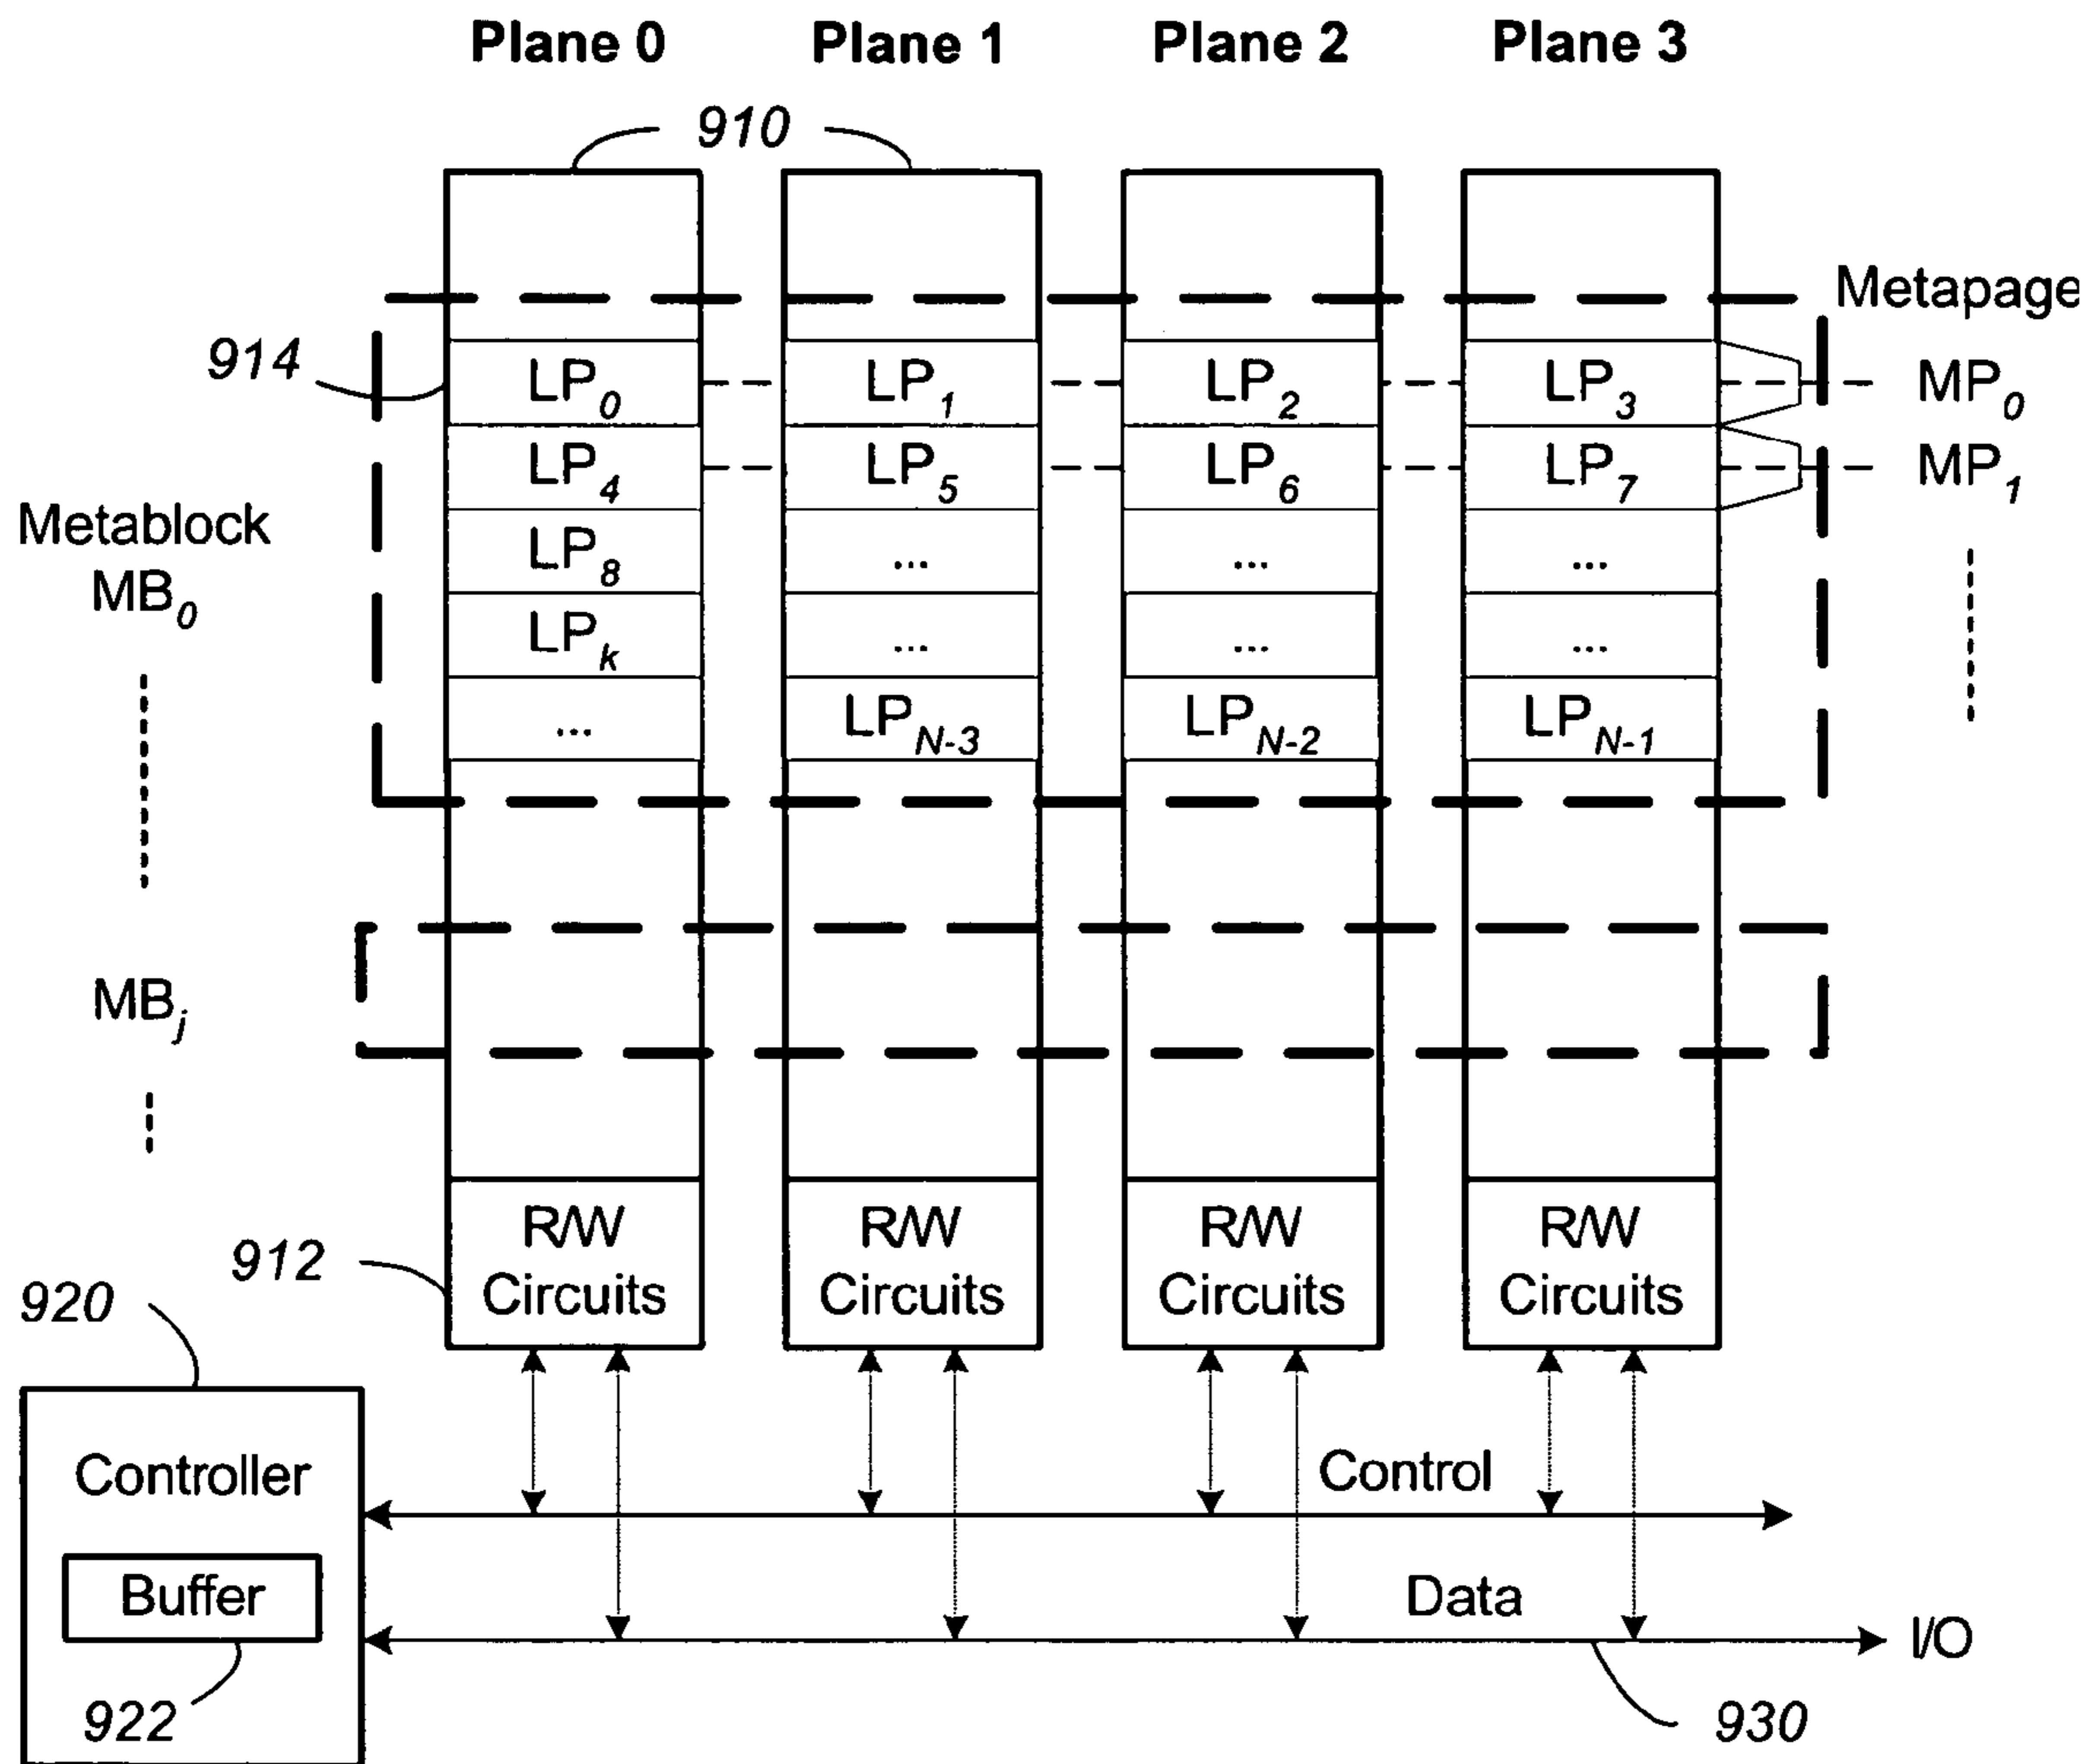 Plane 0 Plane 1 Plane 2 Plane 3
910
Metapage
914 LP0 LP1 LP2 LP3 MP0
LP4 LP5 LP6 LP7 MP1
Metablock
MB0
LP8 ... ... ...
LPk ... ... ...
... LPN-3 LPN-2 LPN-1
MBj
R/W Circuits
R/W Circuits
R/W Circuits
R/W Circuits
912
920
Controller
Control
Buffer
Data
I/O
922
930